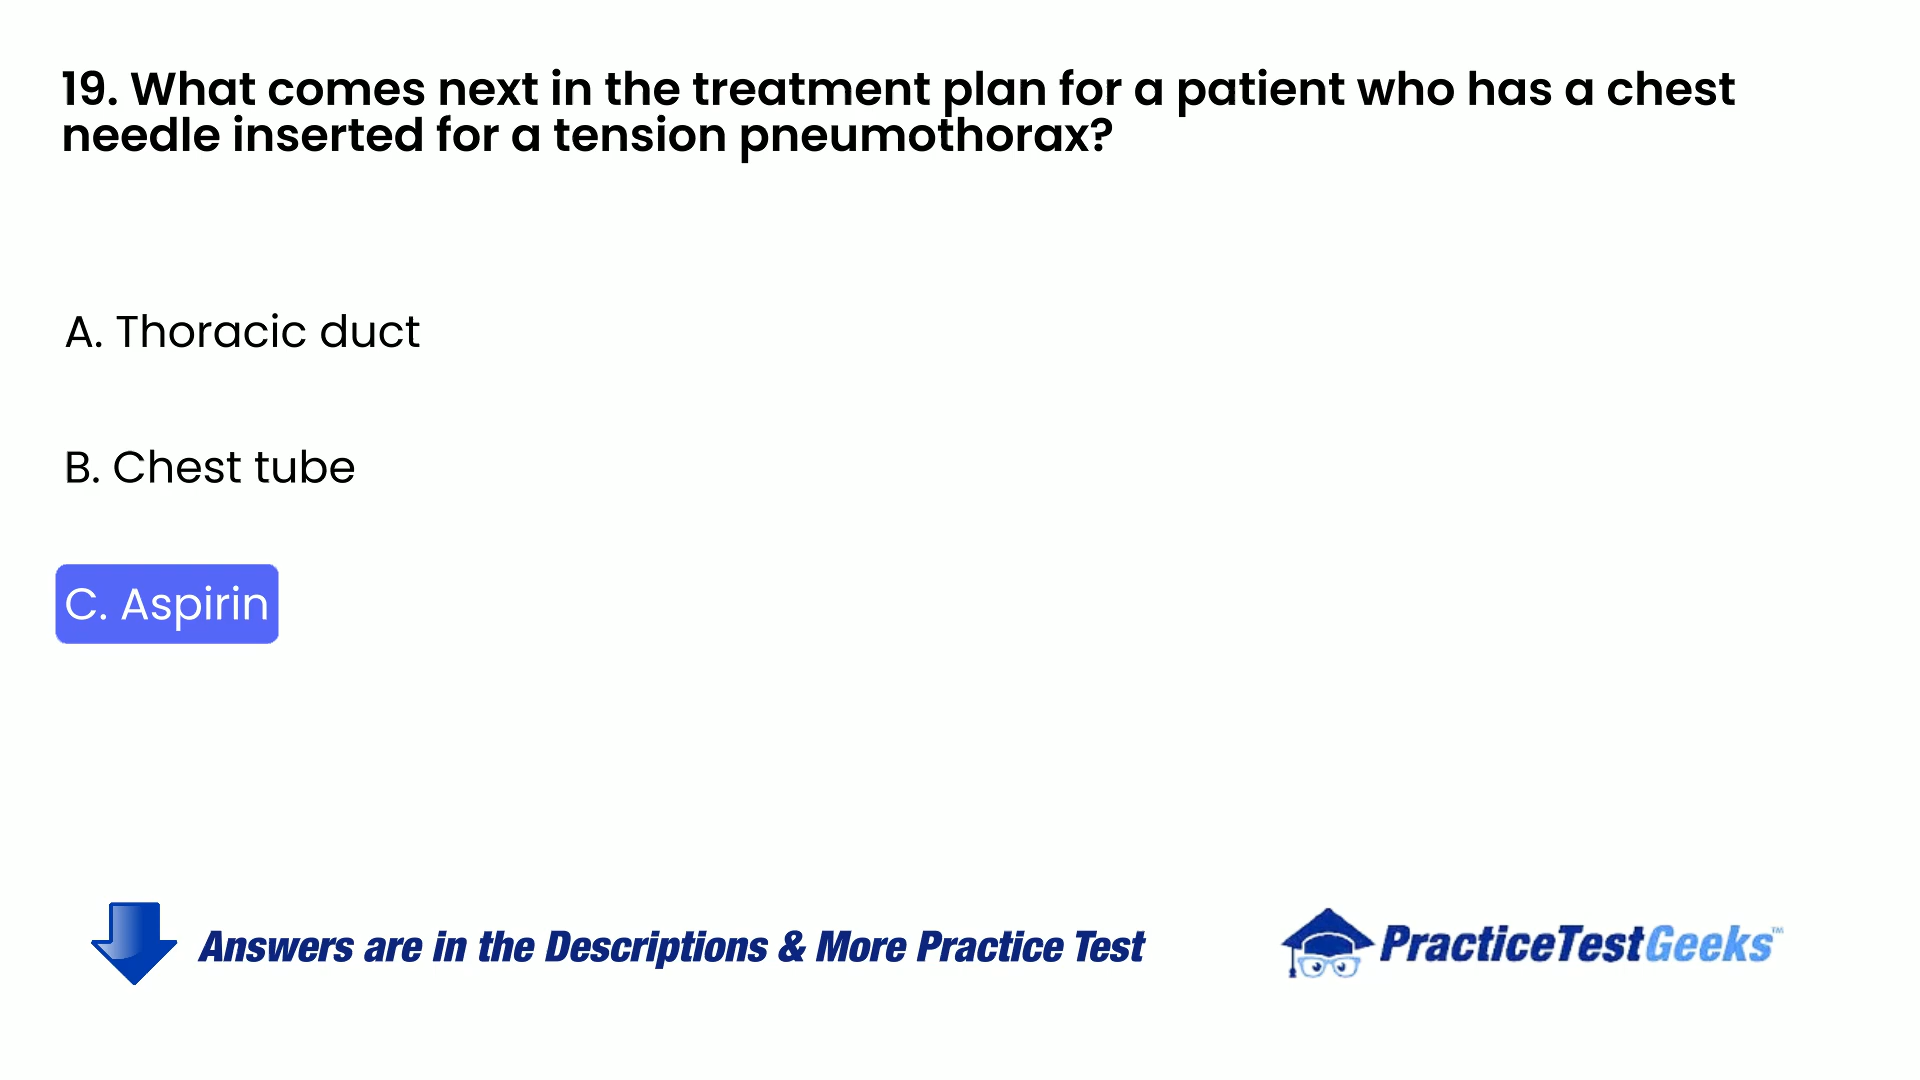 19. What comes next in the treatment plan for a patient who has a chest
needle inserted for a tension pneumothorax?
A. Thoracic duct
B. Chest tube
C. Aspirin
Answers are in the Descriptions & More Practice Test
PracticeTestGeeks™